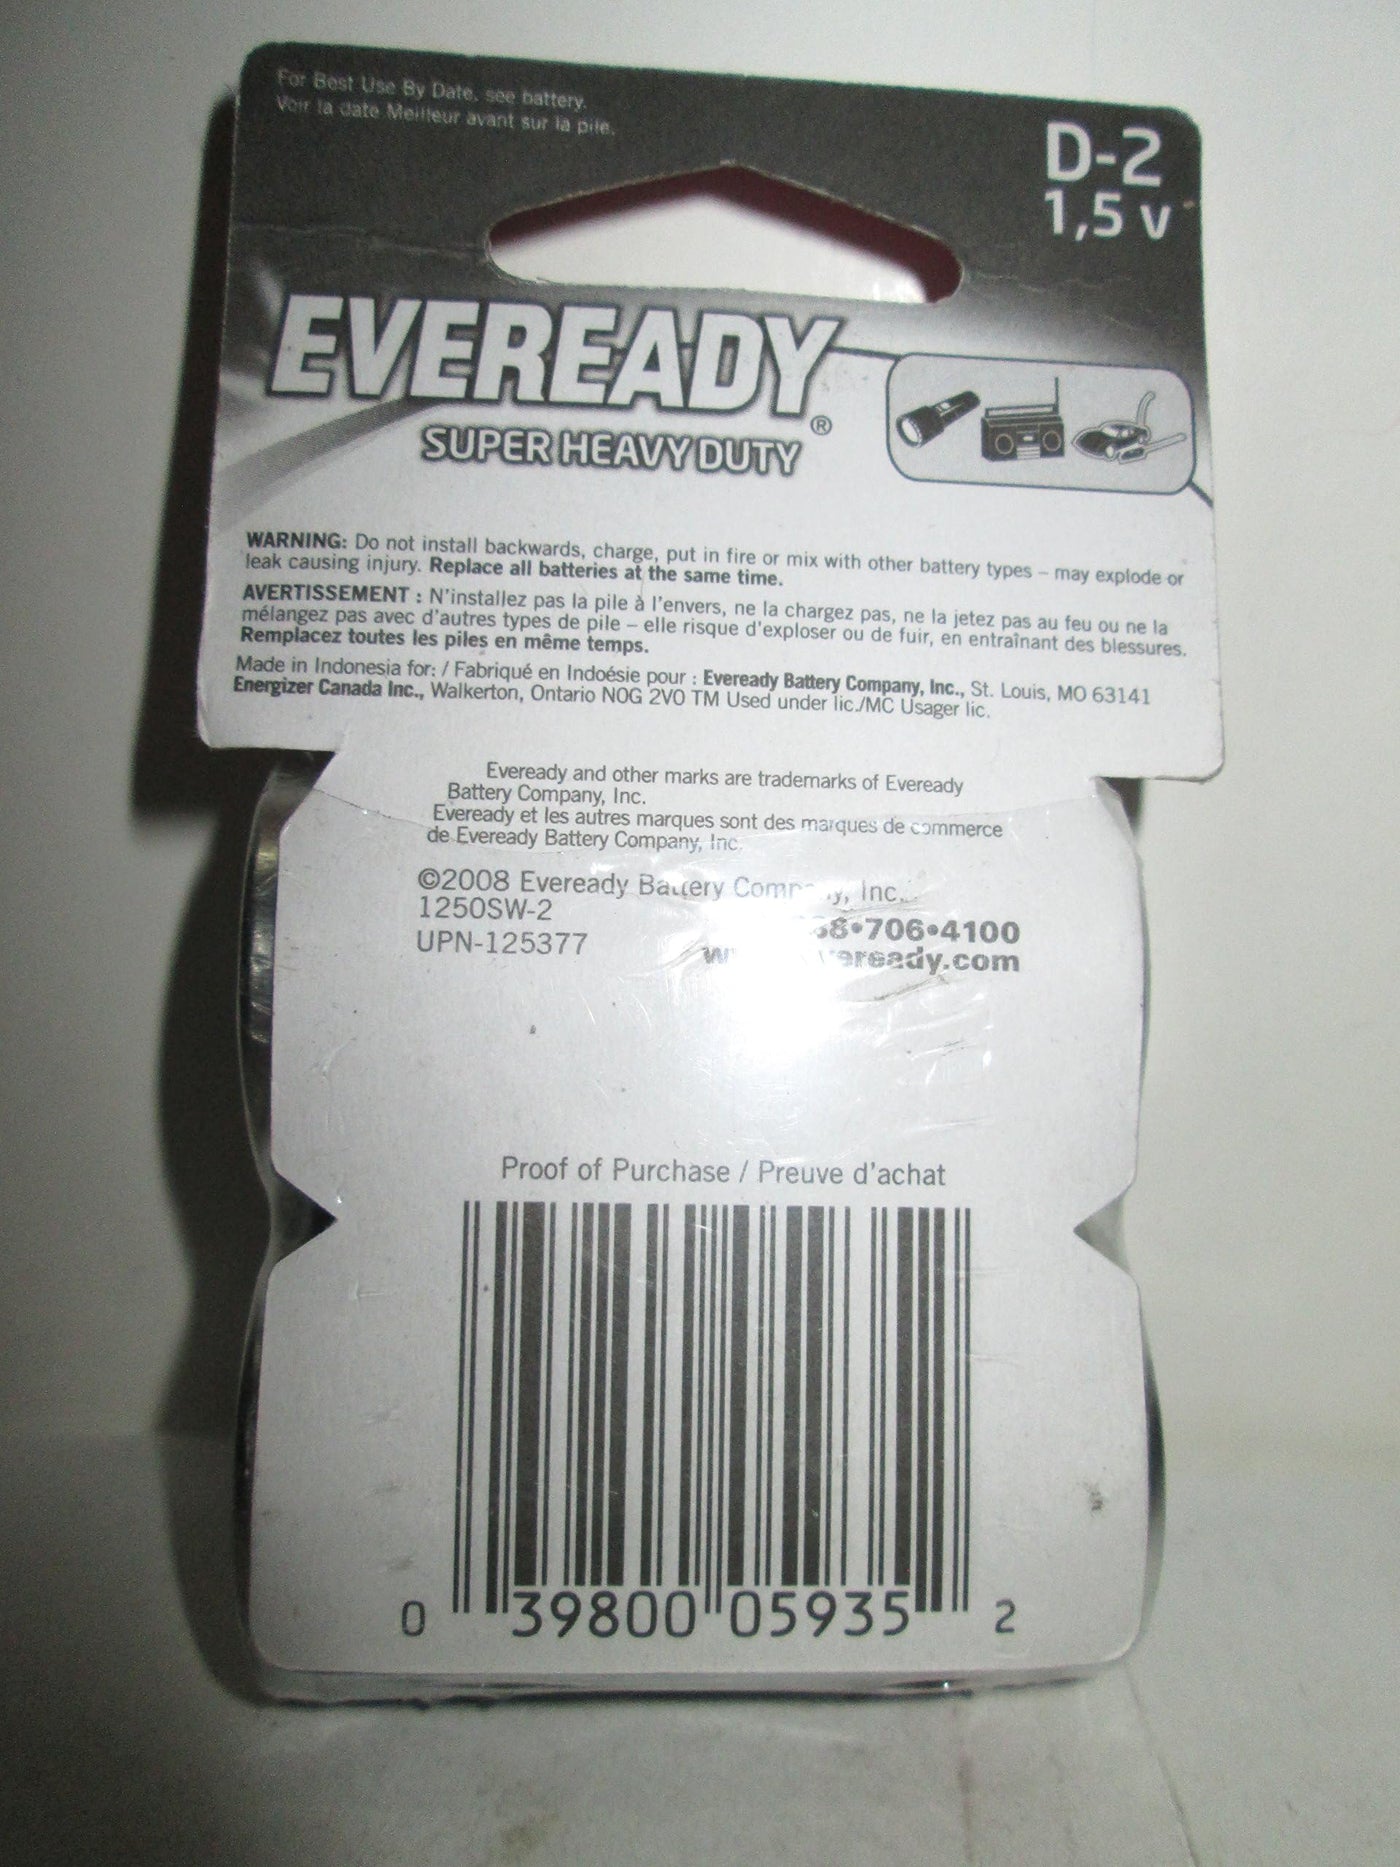 For Best Use By Date, see battery.
Voir la date Meilleur avant sur la pile.
D-2
1,5 v
EVEREADY
SUPER HEAVY DUTY®
WARNING: Do not install backwards, charge, put in fire or mix with other battery types – may explode or
leak causing injury. Replace all batteries at the same time.
AVERTISSEMENT : N'installez pas la pile à l'envers, ne la chargez pas, ne la jetez pas au feu ou ne la
mélangez pas avec d'autres types de pile – elle risque d'exploser ou de fuir, en entraînant des blessures.
Remplacez toutes les piles en même temps.
Made in Indonesia for: / Fabriqué en Indoésie pour : Eveready Battery Company, Inc., St. Louis, MO 63141
Energizer Canada Inc., Walkerton, Ontario N0G 2V0 TM Used under lic./MC Usager lic.
Eveready and other marks are trademarks of Eveready
Battery Company, Inc.
Eveready et les autres marques sont des marques de commerce
de Eveready Battery Company, Inc.
©2008 Eveready Battery Company, Inc.
1250SW-2
706•4100
UPN-125377
Proof of Purchase / Preuve d'achat
0 39800 05935 2